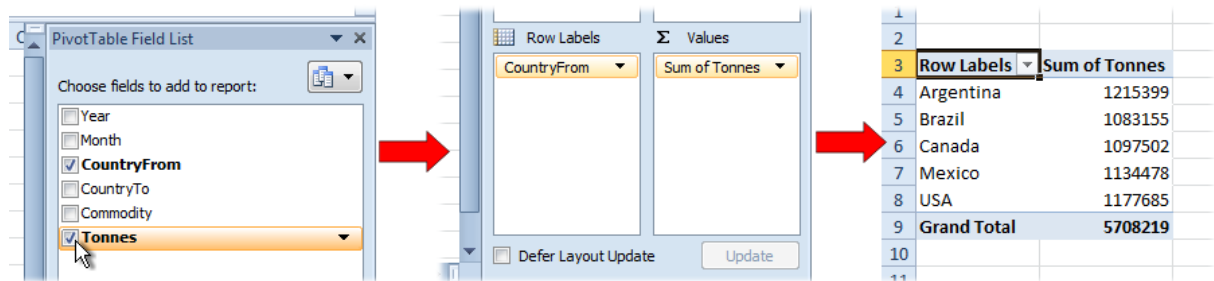 PivotTable Field List
Choose fields to add to report:
Year
Month
CountryFrom
CountryTo
Commodity
Tonnes
Row Labels Σ Values
CountryFrom Sum of Tonnes
Defer Layout Update Update
1
2
3 Row Labels Sum of Tonnes
4 Argentina 1215399
5 Brazil 1083155
6 Canada 1097502
7 Mexico 1134478
8 USA 1177685
9 Grand Total 5708219
10
11